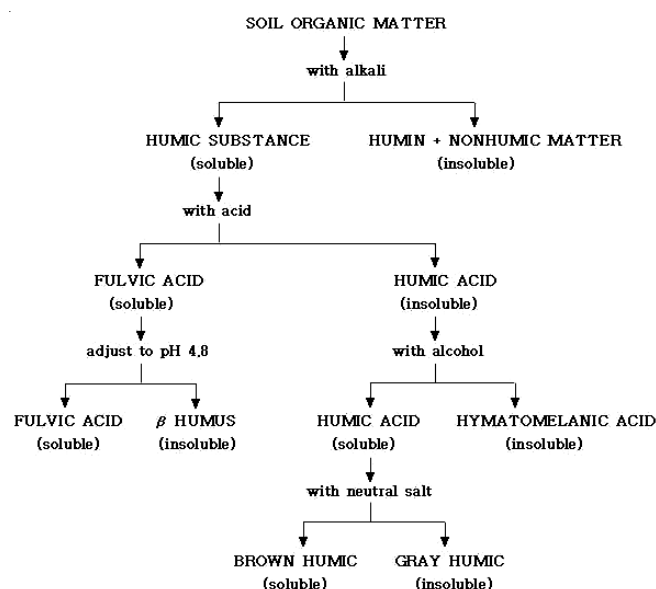 SOIL ORGANIC MATTER
with alkali
HUMIC SUBSTANCE HUMIN + NONHUMIC MATTER
(soluble) (insoluble)
with acid
FULVIC ACID HUMIC ACID
(soluble) (insoluble)
adjust to pH 4.8 with alcohol
FULVIC ACID β HUMUS HUMIC ACID HYMATOMELANIC ACID
(soluble) (insoluble) (soluble) (insoluble)
with neutral salt
BROWN HUMIC GRAY HUMIC
(soluble) (insoluble)